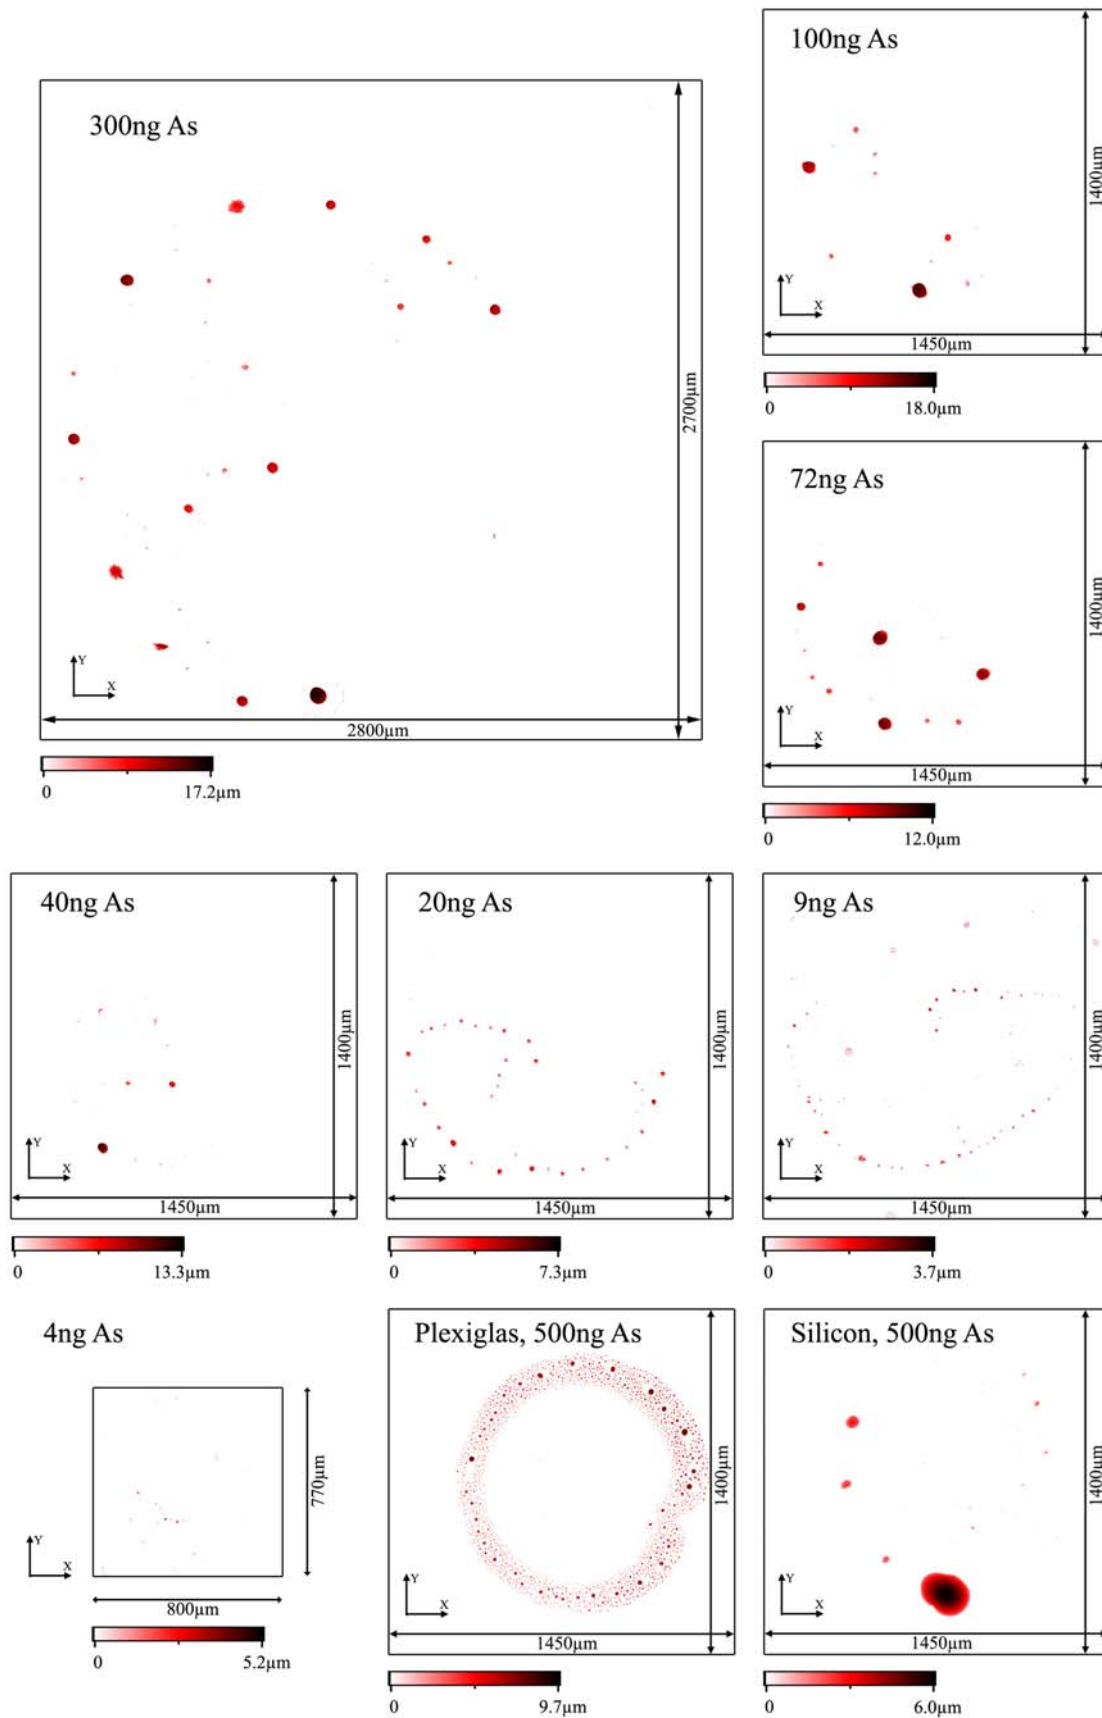 300ng As
2700µm
Y
X
2800µm
0 17.2µm
100ng As
1400µm
Y
X
1450µm
0 18.0µm
72ng As
1400µm
Y
X
1450µm
0 12.0µm
40ng As
1400µm
Y
X
1450µm
0 13.3µm
20ng As
1400µm
Y
X
1450µm
0 7.3µm
9ng As
1400µm
Y
X
1450µm
0 3.7µm
4ng As
770µm
Y
X
800µm
0 5.2µm
Plexiglas, 500ng As
1400µm
Y
X
1450µm
0 9.7µm
Silicon, 500ng As
1400µm
Y
X
1450µm
0 6.0µm